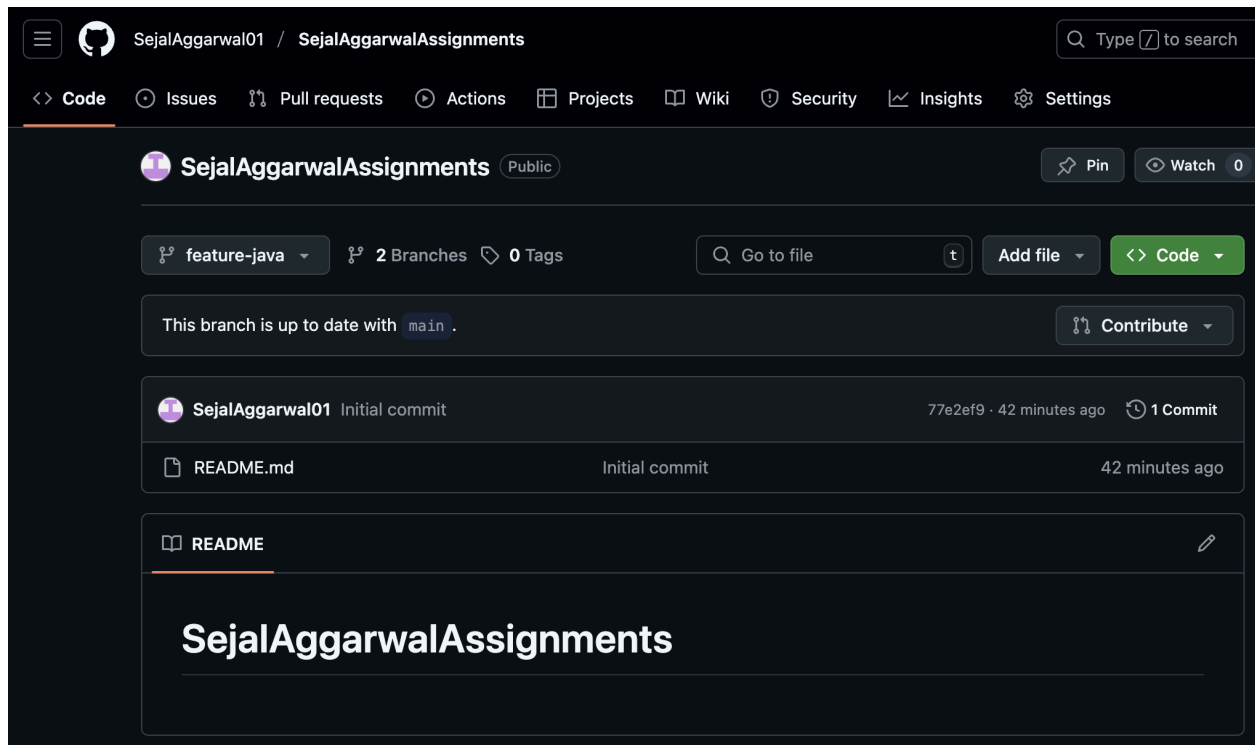 SejalAggarwal01 / SejalAggarwalAssignments
Type / to search
Code Issues Pull requests Actions Projects Wiki Security Insights Settings
SejalAggarwalAssignments Public Pin Watch 0
feature-java 2 Branches 0 Tags Go to file t Add file Code
This branch is up to date with main . Contribute
SejalAggarwal01 Initial commit 77e2ef9 · 42 minutes ago 1 Commit
README.md Initial commit 42 minutes ago
README
SejalAggarwalAssignments